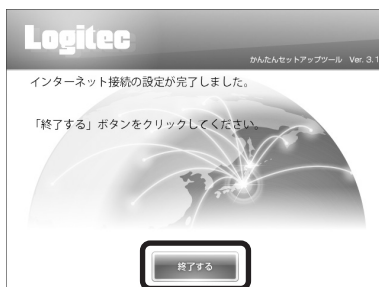 Logitec
かんたんセットアップツール Ver. 3.1
インターネット接続の設定が完了しました。
「終了する」ボタンをクリックしてください。
終了する